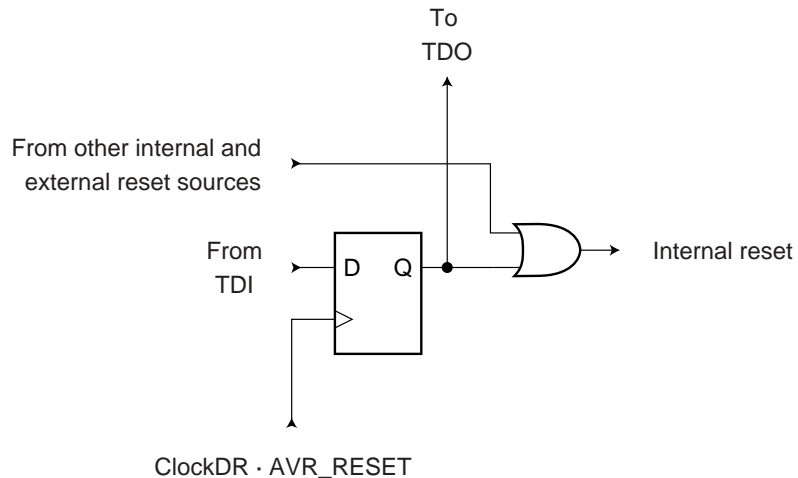 To
TDO
From other internal and
external reset sources
From
TDI
D
Q
Internal reset
ClockDR · AVR_RESET